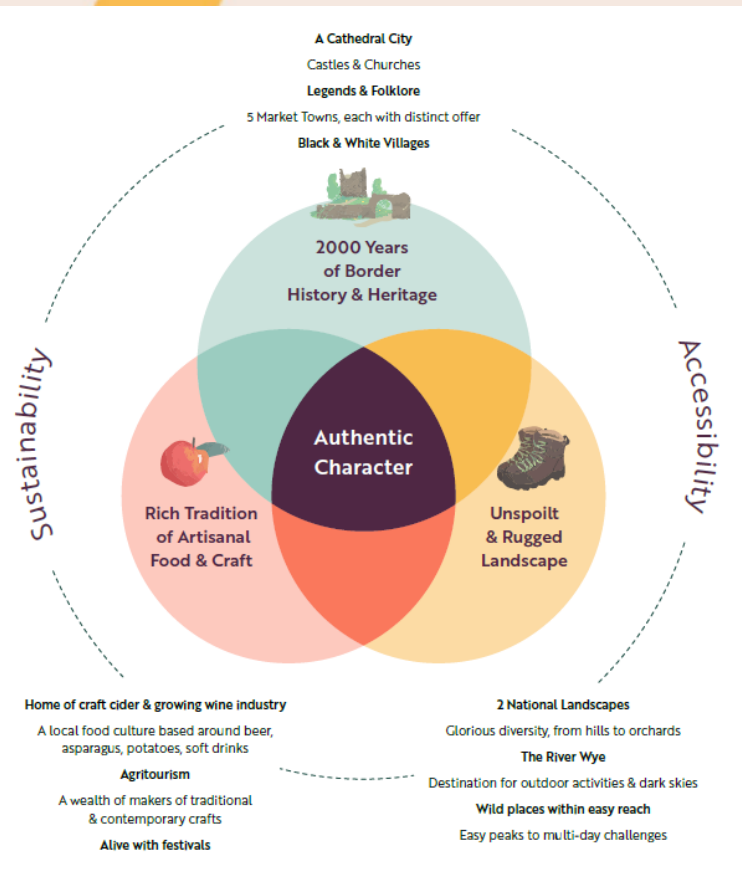 A Cathedral City
Castles & Churches
Legends & Folklore
5 Market Towns, each with distinct offer
Black & White Villages
2000 Years
of Border
History & Heritage
Sustainability
Accessibility
Authentic
Character
Rich Tradition
of Artisanal
Food & Craft
Unspoilt
& Rugged
Landscape
Home of craft cider & growing wine industry
A local food culture based around beer,
asparagus, potatoes, soft drinks
Agritourism
A wealth of makers of traditional
& contemporary crafts
Alive with festivals
2 National Landscapes
Glorious diversity, from hills to orchards
The River Wye
Destination for outdoor activities & dark skies
Wild places within easy reach
Easy peaks to multi-day challenges